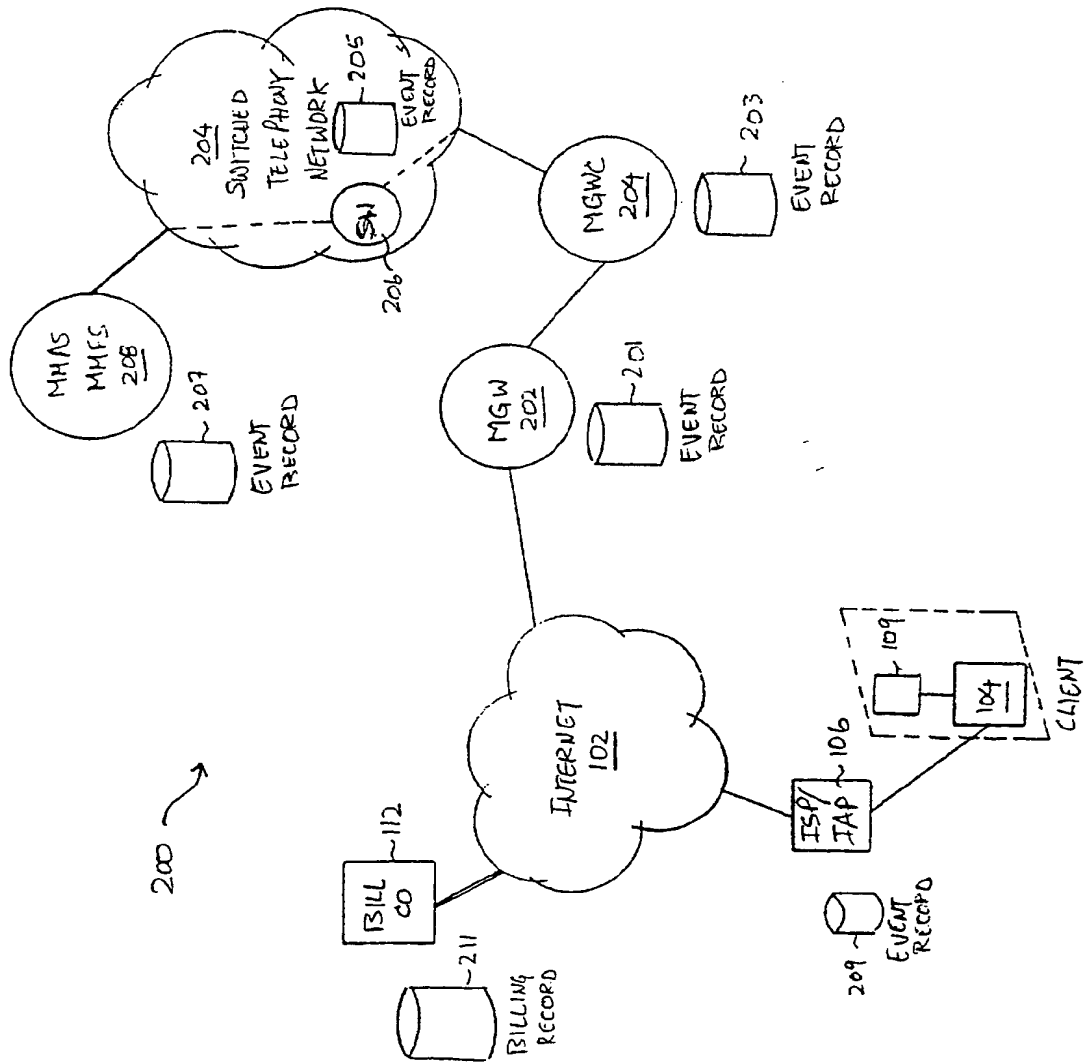 200
BILL
CO
112
211
BILLING
RECORD
INTERNET
102
ISP/
IAP
106
209
EVENT
RECORD
109
104
CLIENT
MGW
202
201
EVENT
RECORD
MGWC
204
203
EVENT
RECORD
204
SWITCHED
TELEPHONY
NETWORK
205
EVENT
RECORD
SN
206
MMAS
MMFS
208
207
EVENT
RECORD